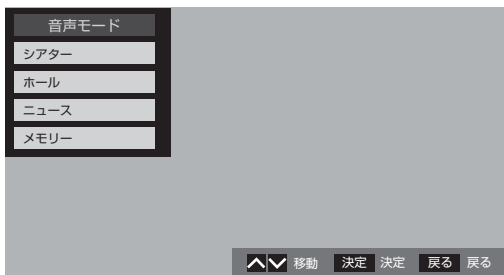 音声モード
シアター
ホール
ニュース
メモリー
移動 決定 決定 戻る 戻る